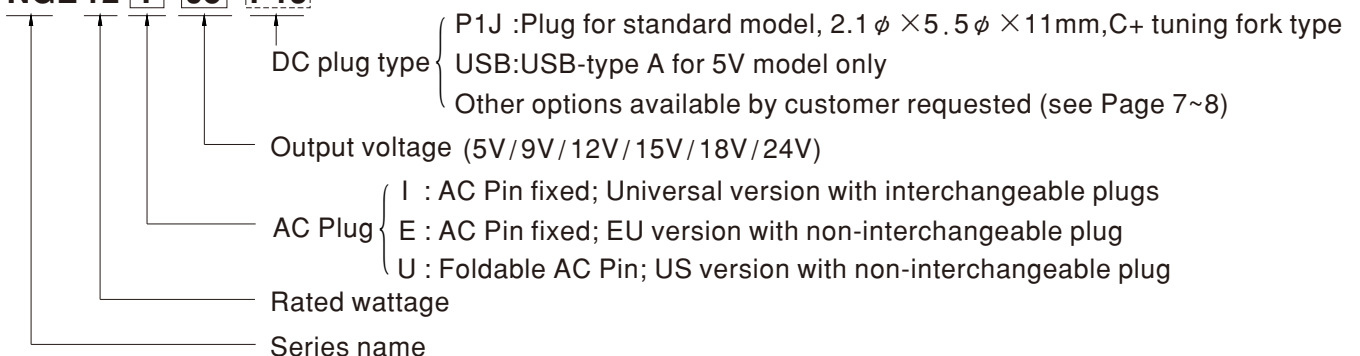 P1J :Plug for standard model, 2.1ϕ×5.5ϕ×11mm,C+ tuning fork type
DC plug type
USB:USB-type A for 5V model only
Other options available by customer requested (see Page 7~8)
Output voltage (5V/9V/12V/15V/18V/24V)
I : AC Pin fixed; Universal version with interchangeable plugs
AC Plug
E : AC Pin fixed; EU version with non-interchangeable plug
U : Foldable AC Pin; US version with non-interchangeable plug
Rated wattage
Series name